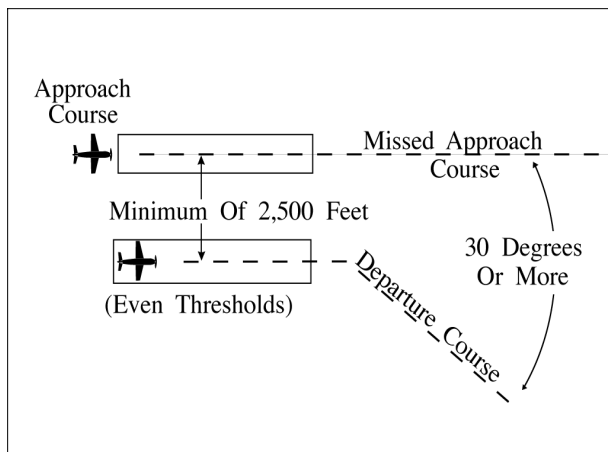 Approach
Course
Missed Approach
Course
Minimum Of 2,500 Feet
30 Degrees
Or More
(Even Thresholds)
Departure Course